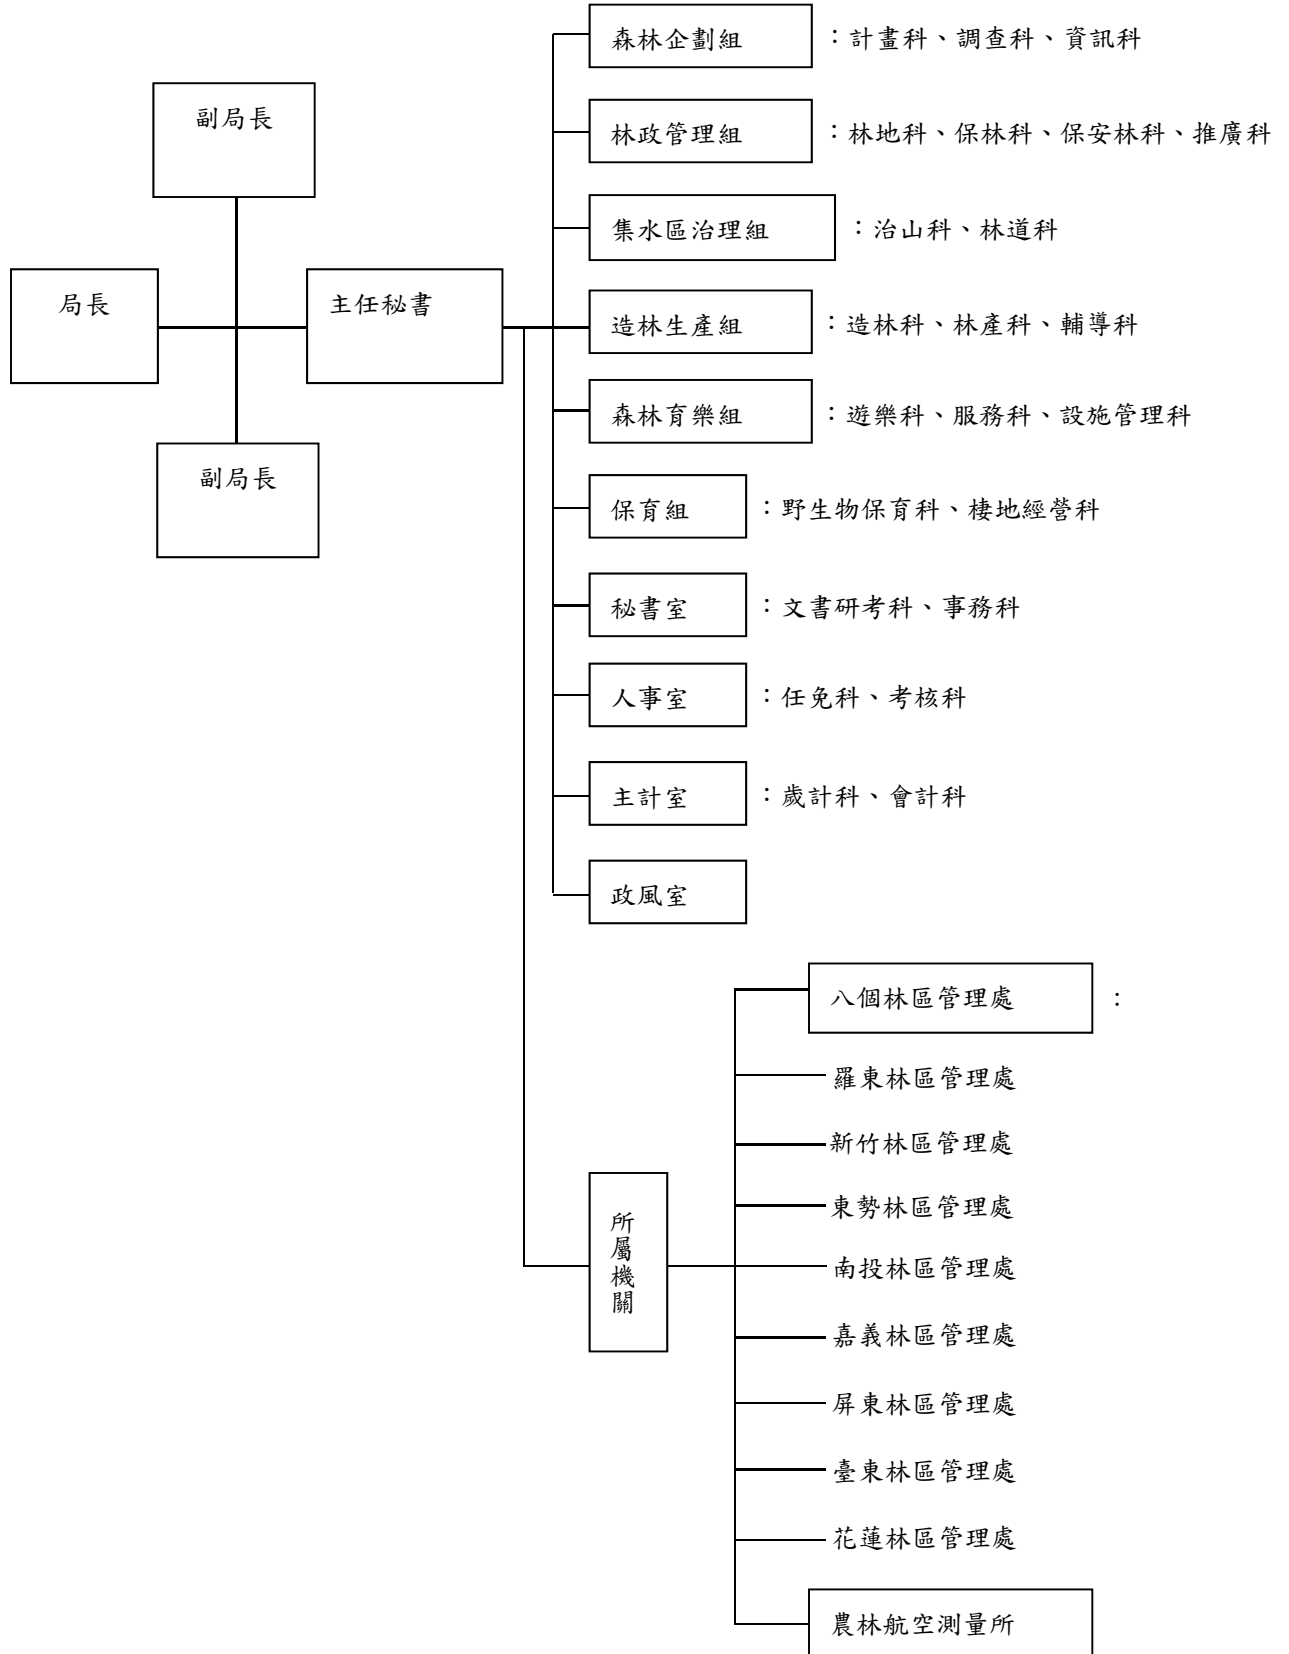 森林企劃組：計畫科、調查科、資訊科
副局長
林政管理組：林地科、保林科、保安林科、推廣科
集水區治理組：治山科、林道科
局長
主任秘書
造林生產組：造林科、林產科、輔導科
森林育樂組：遊樂科、服務科、設施管理科
副局長
保育組：野生物保育科、棲地經營科
秘書室：文書研考科、事務科
人事室：任免科、考核科
主計室：歲計科、會計科
政風室
所屬機關
八個林區管理處：
羅東林區管理處
新竹林區管理處
東勢林區管理處
南投林區管理處
嘉義林區管理處
屏東林區管理處
臺東林區管理處
花蓮林區管理處
農林航空測量所